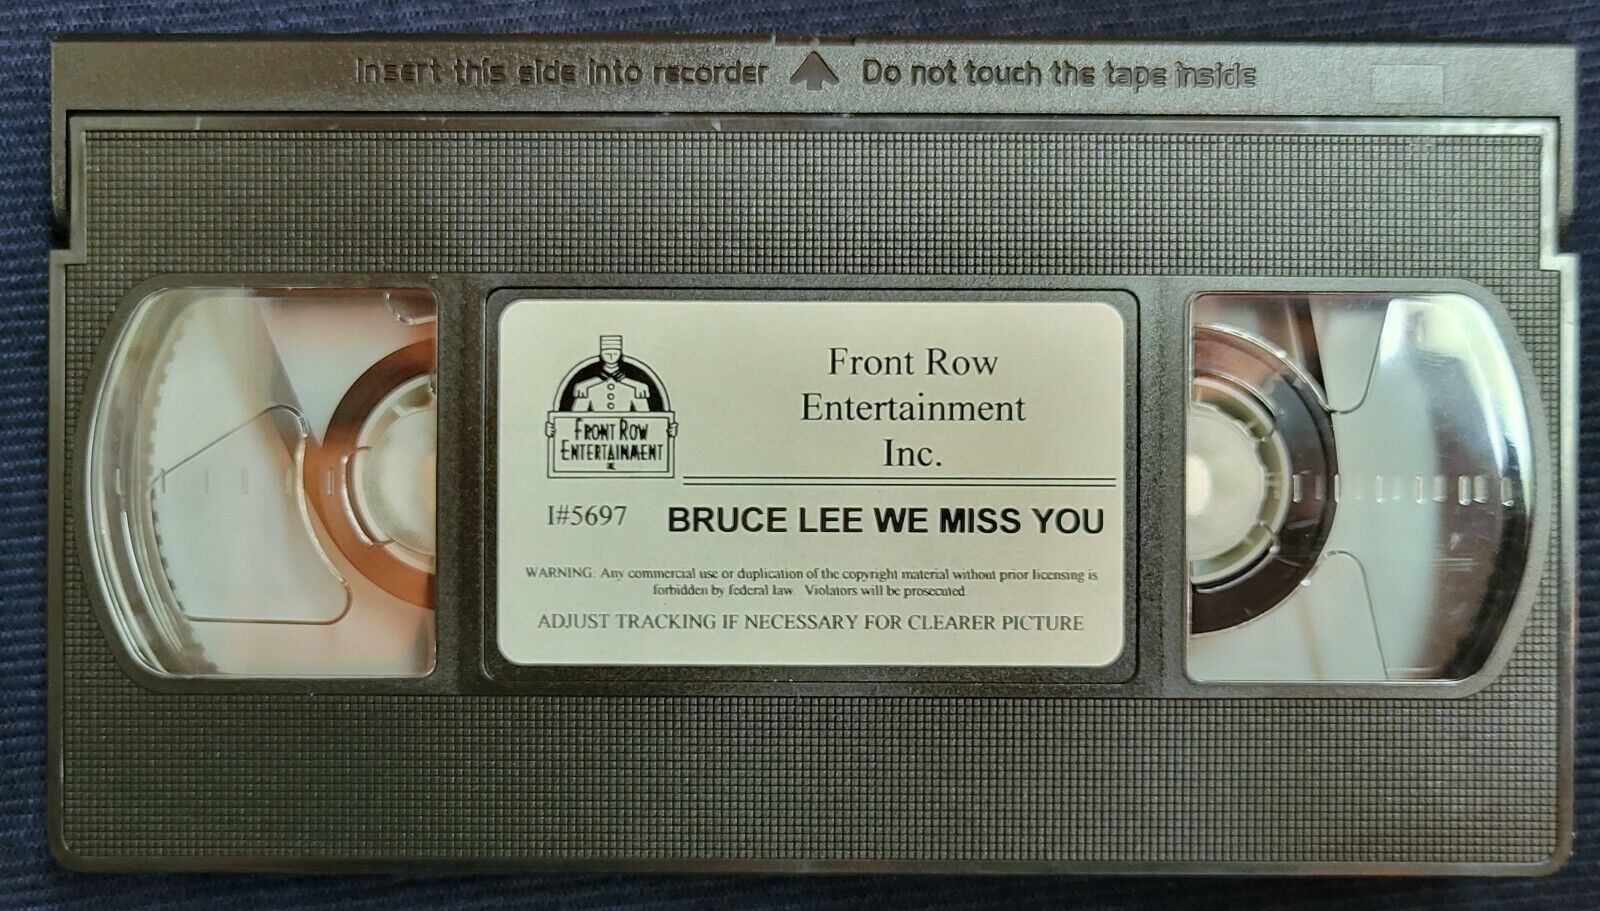 Insert this side into recorder Do not touch the tape inside
Front Row
Entertainment
Inc.
FRONT ROW
ENTERTAINMENT
INC.
I#5697 BRUCE LEE WE MISS YOU
WARNING: Any commercial use or duplication of the copyright material without prior licensing is
forbidden by federal law. Violators will be prosecuted.
ADJUST TRACKING IF NECESSARY FOR CLEARER PICTURE